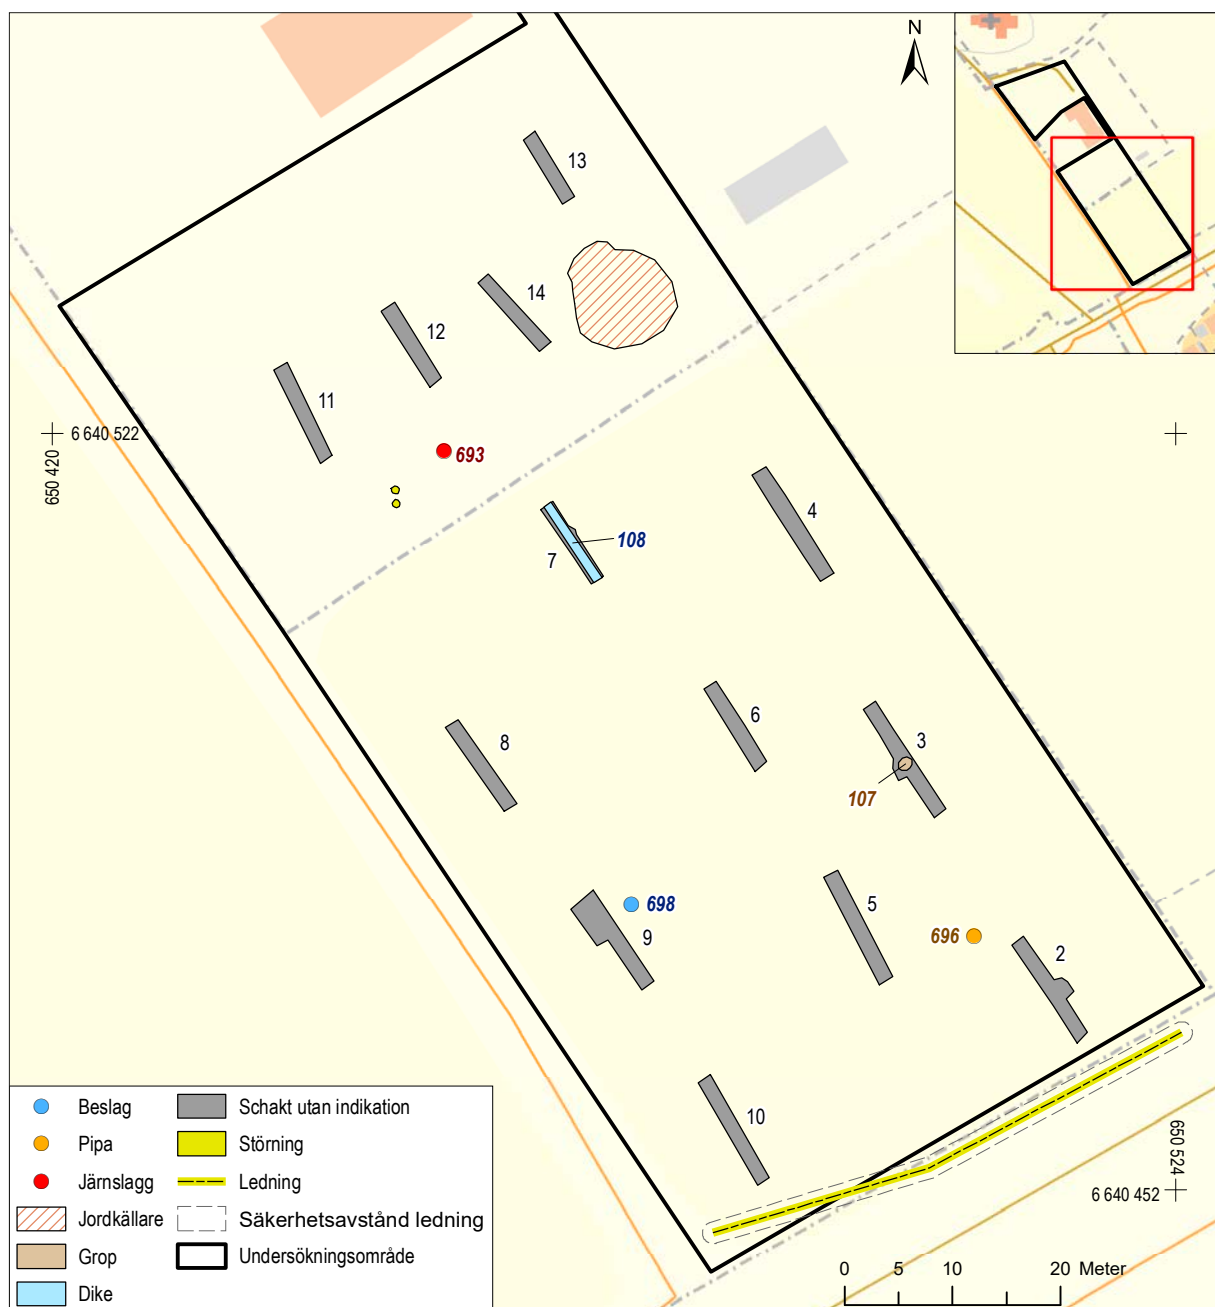 N
13
14
12
11
6 640 522
650 420
693
4
108
7
6
3
8
107
5
698
696
9
2
10
650 524
6 640 452
Beslag
Pipa
Järnslagg
Jordkällare
Grop
Dike
Schakt utan indikation
Störning
Ledning
Säkerhetsavstånd ledning
Undersökningsområde
0 5 10 20 Meter